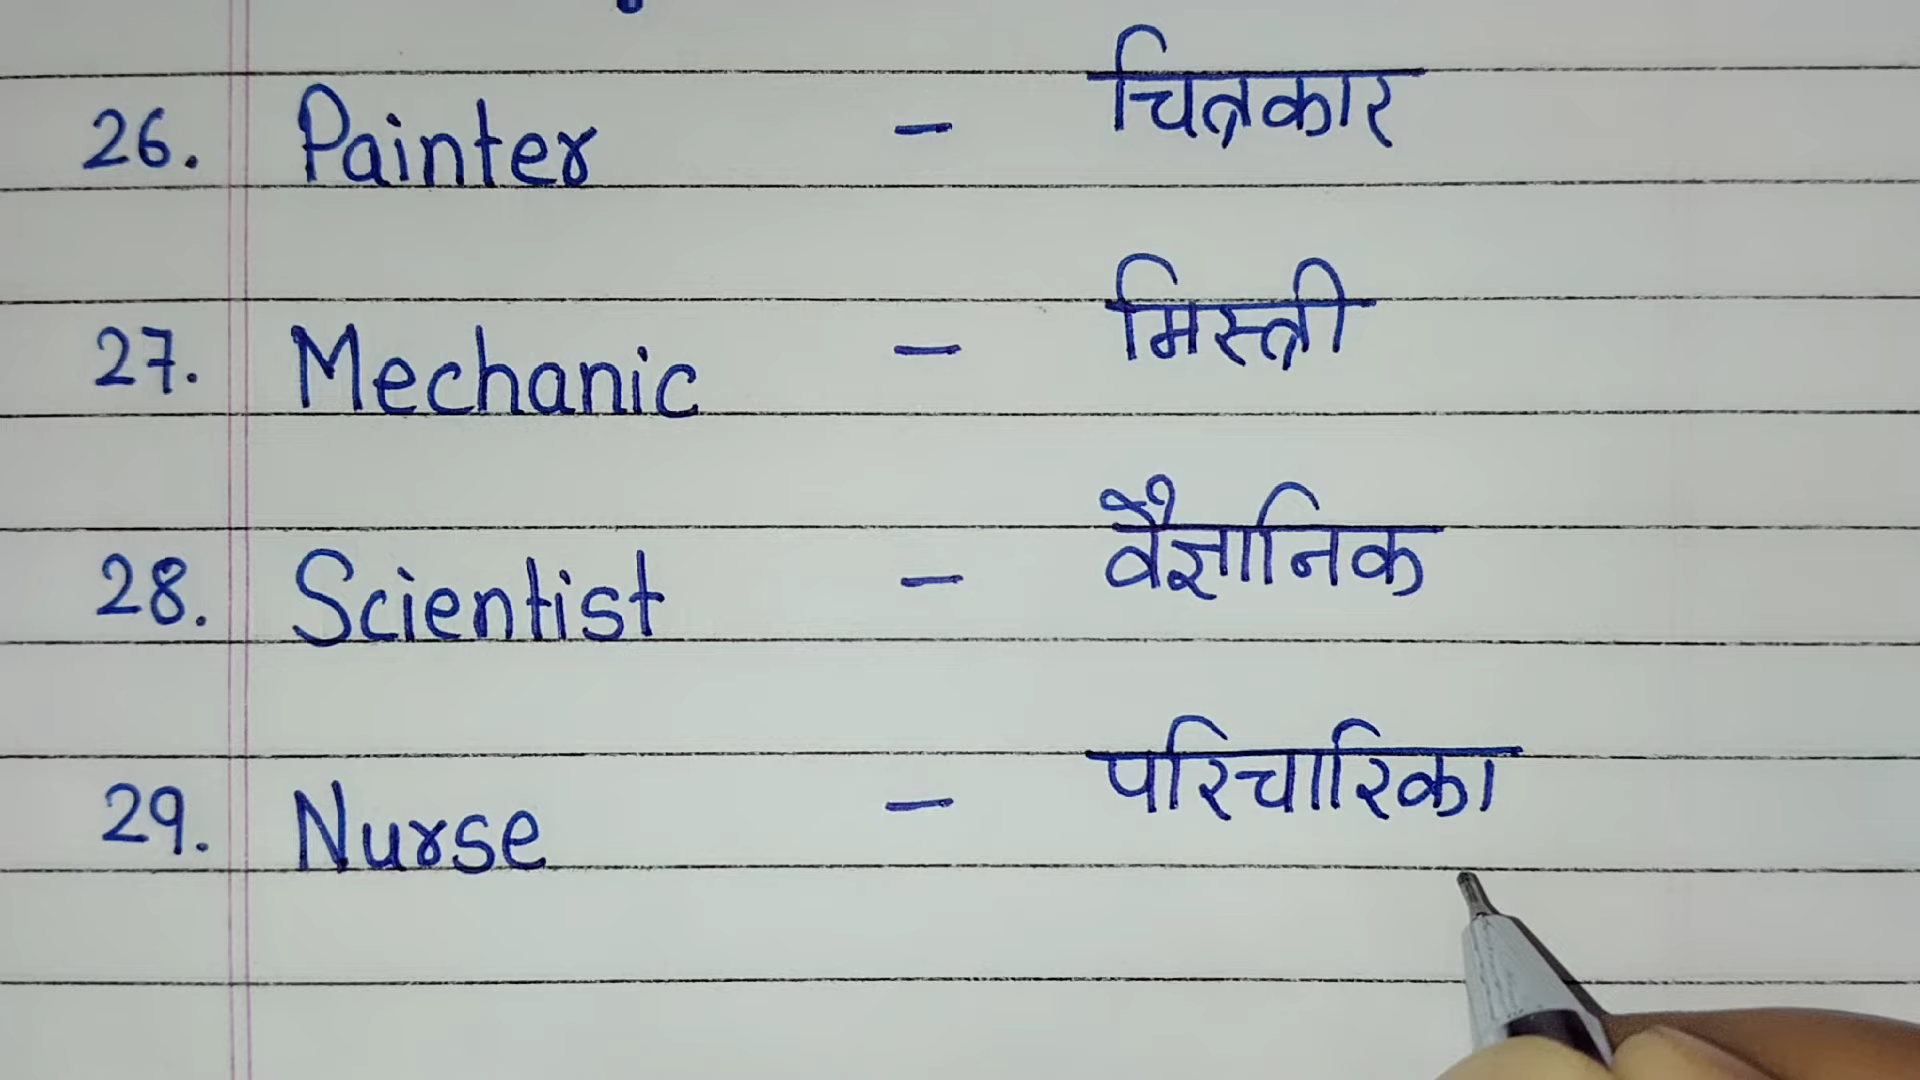 26. Painter – चित्रकार
27. Mechanic – मिस्त्री
28. Scientist – वैज्ञानिक
29. Nurse – परिचारिका